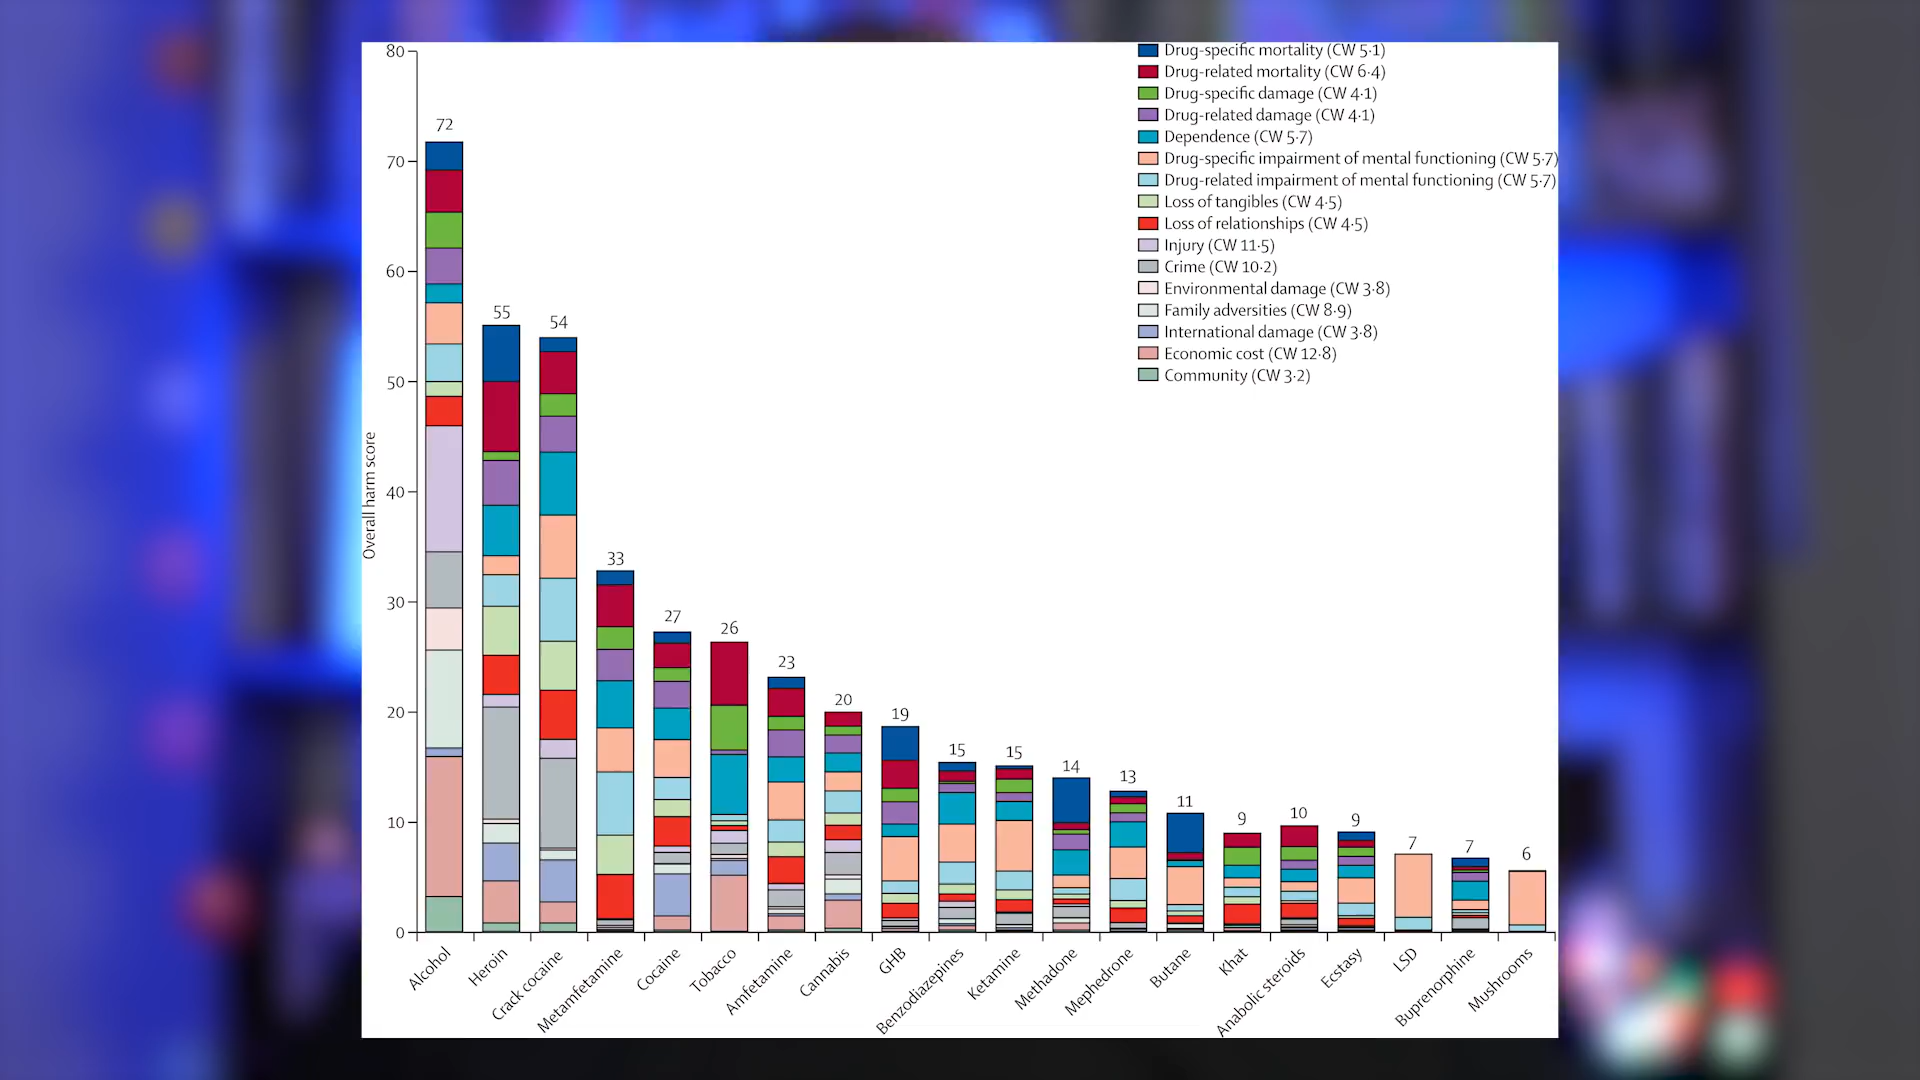 Drug-specific mortality (CW 5·1)
Drug-related mortality (CW 6·4)
Drug-specific damage (CW 4·1)
Drug-related damage (CW 4·1)
Dependence (CW 5·7)
Drug-specific impairment of mental functioning (CW 5·7)
Drug-related impairment of mental functioning (CW 5·7)
Loss of tangibles (CW 4·5)
Loss of relationships (CW 4·5)
Injury (CW 11·5)
Crime (CW 10·2)
Environmental damage (CW 3·8)
Family adversities (CW 8·9)
International damage (CW 3·8)
Economic cost (CW 12·8)
Community (CW 3·2)
Overall harm score
80
70
60
50
40
30
20
10
0
72
55
54
33
27
26
23
20
19
15
15
14
13
11
9
10
9
7
7
6
Alcohol
Heroin
Crack cocaine
Metamfetamine
Cocaine
Tobacco
Amfetamine
Cannabis
GHB
Benzodiazepines
Ketamine
Methadone
Mephedrone
Butane
Khat
Anabolic steroids
Ecstasy
LSD
Buprenorphine
Mushrooms